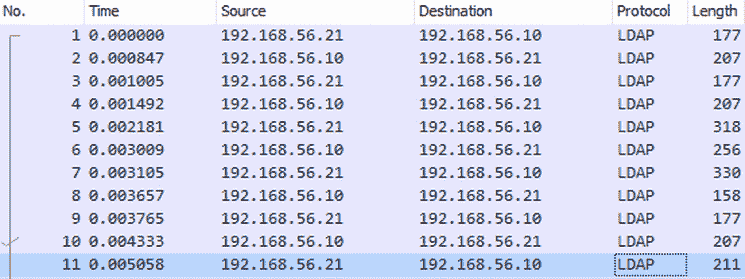 No. Time Source Destination Protocol Length
1 0.000000 192.168.56.21 192.168.56.10 LDAP 177
2 0.000847 192.168.56.10 192.168.56.21 LDAP 207
3 0.001005 192.168.56.21 192.168.56.10 LDAP 177
4 0.001492 192.168.56.10 192.168.56.21 LDAP 207
5 0.002181 192.168.56.21 192.168.56.10 LDAP 318
6 0.003009 192.168.56.10 192.168.56.21 LDAP 256
7 0.003105 192.168.56.21 192.168.56.10 LDAP 330
8 0.003657 192.168.56.10 192.168.56.21 LDAP 158
9 0.003765 192.168.56.21 192.168.56.10 LDAP 177
10 0.004333 192.168.56.10 192.168.56.21 LDAP 207
11 0.005058 192.168.56.21 192.168.56.10 LDAP 211